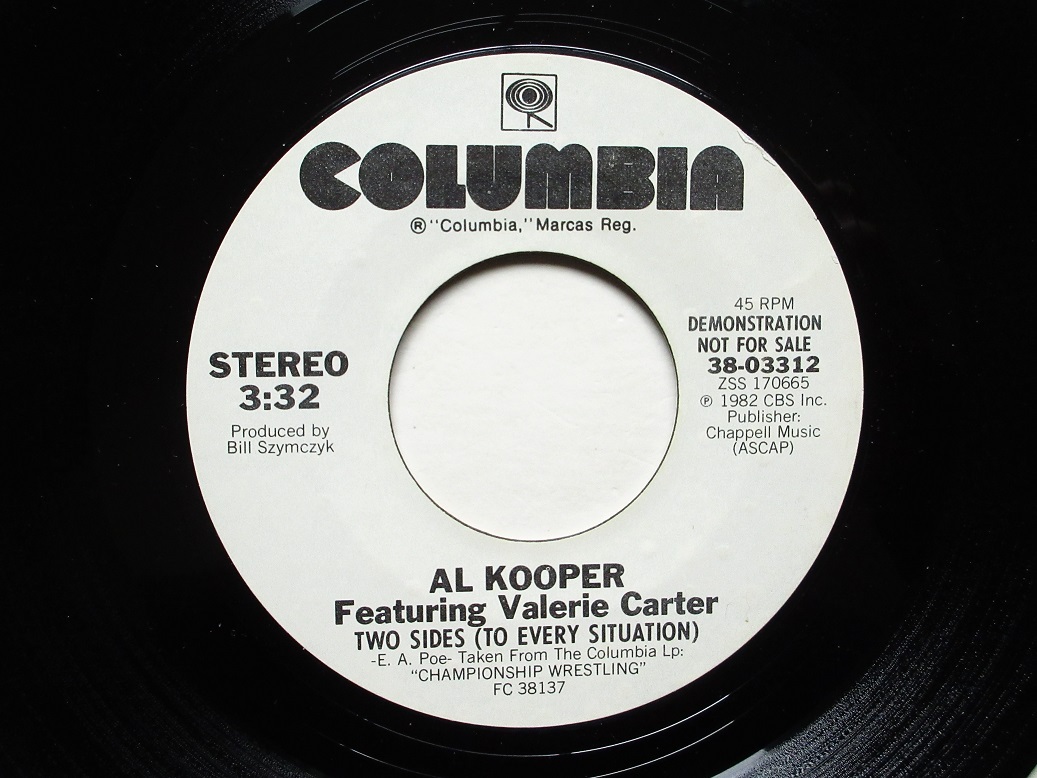 COLUMBIA
® "Columbia," Marcas Reg.
STEREO
3:32
Produced by
Bill Szymczyk
45 RPM
DEMONSTRATION
NOT FOR SALE
38-03312
ZSS 170665
℗ 1982 CBS Inc.
Publisher:
Chappell Music
(ASCAP)
AL KOOPER
Featuring Valerie Carter
TWO SIDES (TO EVERY SITUATION)
-E. A. Poe- Taken From The Columbia Lp:
"CHAMPIONSHIP WRESTLING"
FC 38137